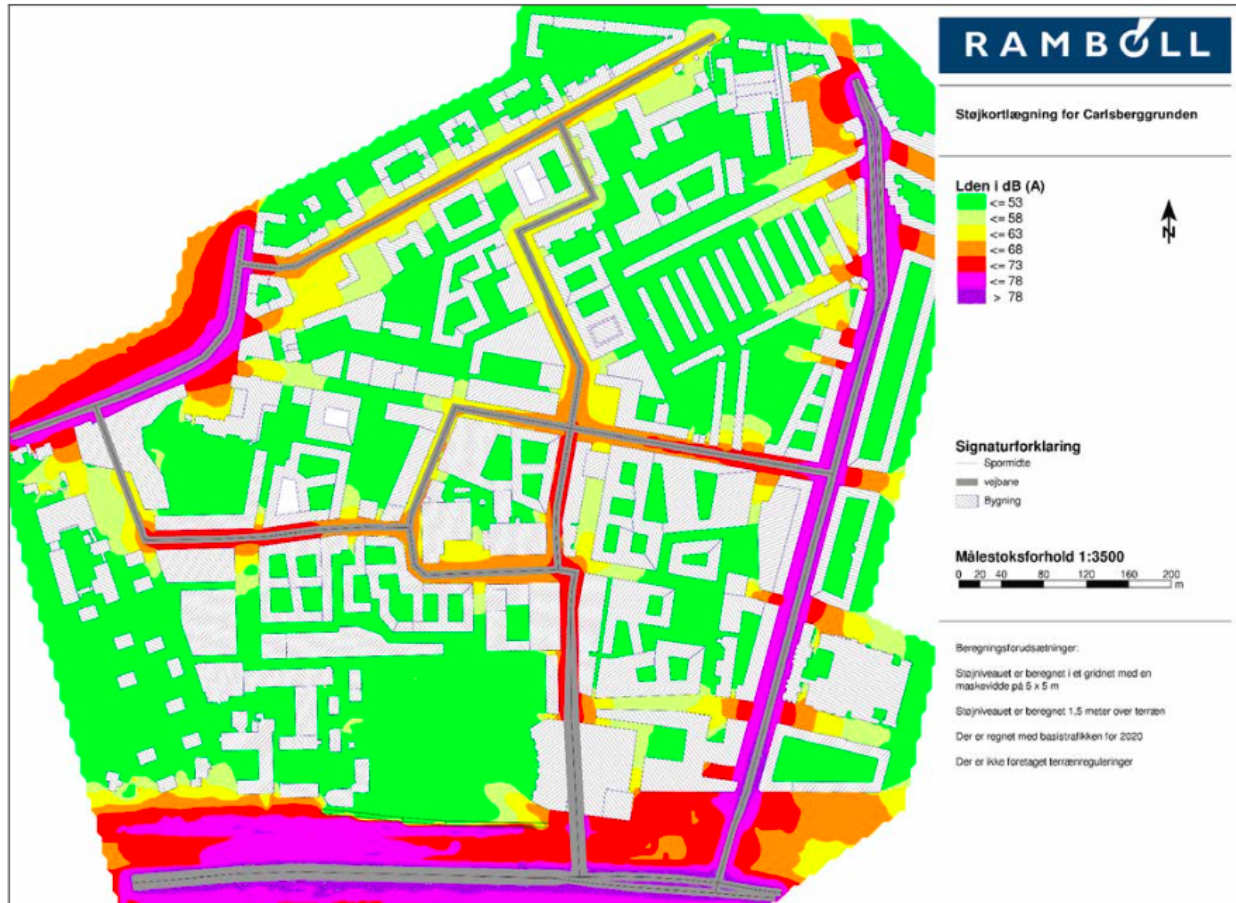 RAMBOLL
Støjkortlægning for Carlsberggrunden
Lden i dB (A)
<= 53
<= 58
<= 63
<= 68
<= 73
<= 78
> 78
N
Signaturforklaring
Spormidte
vejbane
Bygning
Målestoksforhold 1:3500
0 20 40 80 120 160 200
m
Beregningsforudsætninger:
Støjniveauet er beregnet i et gridnet med en
maskevidde på 5 x 5 m
Støjniveauet er beregnet 1,5 meter over terræn
Der er regnet med basistrafikken for 2020
Der er ikke foretaget terrænreguleringer